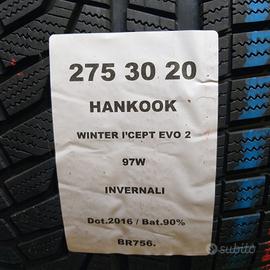 275 30 20
HANKOOK
WINTER I'CEPT EVO 2
97W
INVERNALI
Dot.2016 / Bat.90%
BR756.
subito